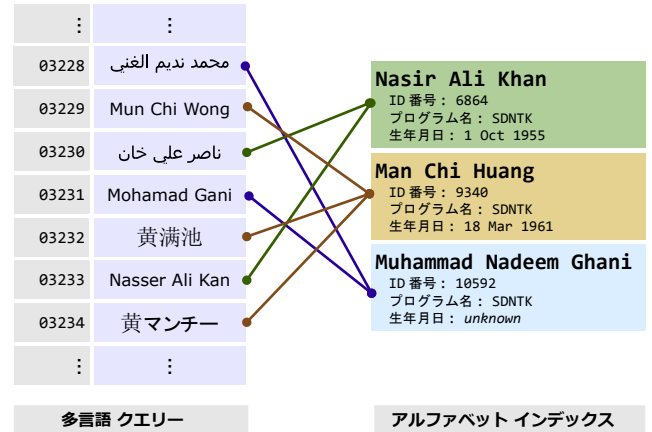 ⋮ ⋮
03228 محمد نديم الغني
03229 Mun Chi Wong
03230 ناصر علي خان
03231 Mohamad Gani
03232 黄满池
03233 Nasser Ali Kan
03234 黄マンチー
⋮ ⋮
多言語 クエリー
Nasir Ali Khan
ID 番号： 6864
プログラム名： SDNTK
生年月日： 1 Oct 1955
Man Chi Huang
ID 番号： 9340
プログラム名： SDNTK
生年月日： 18 Mar 1961
Muhammad Nadeem Ghani
ID 番号： 10592
プログラム名： SDNTK
生年月日： unknown
アルファベット インデックス